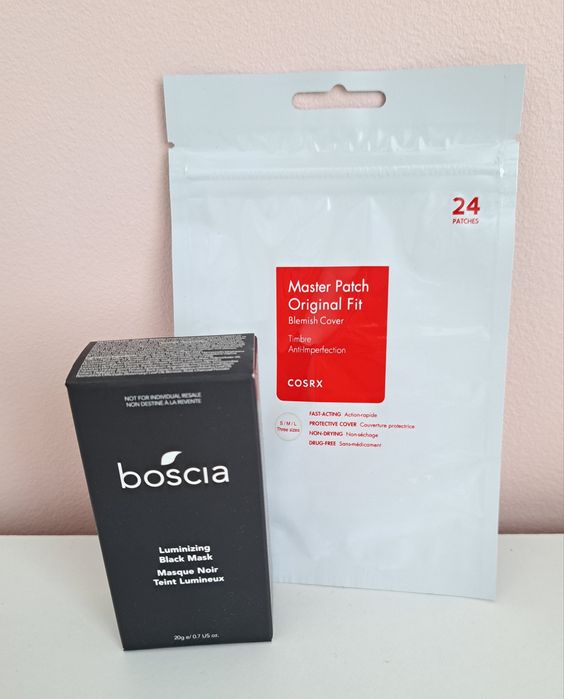 24
PATCHES
Master Patch
Original Fit
Blemish Cover
Timbre
Anti-Imperfection
COSRX
S / M / L
Three sizes
FAST-ACTING Action-rapide
PROTECTIVE COVER Couverture protectrice
NON-DRYING Non-séchage
DRUG-FREE Sans-médicament
NOT FOR INDIVIDUAL RESALE
NON DESTINÉ À LA REVENTE
boscia
Luminizing
Black Mask
Masque Noir
Teint Lumineux
20g e/ 0.7 US oz.